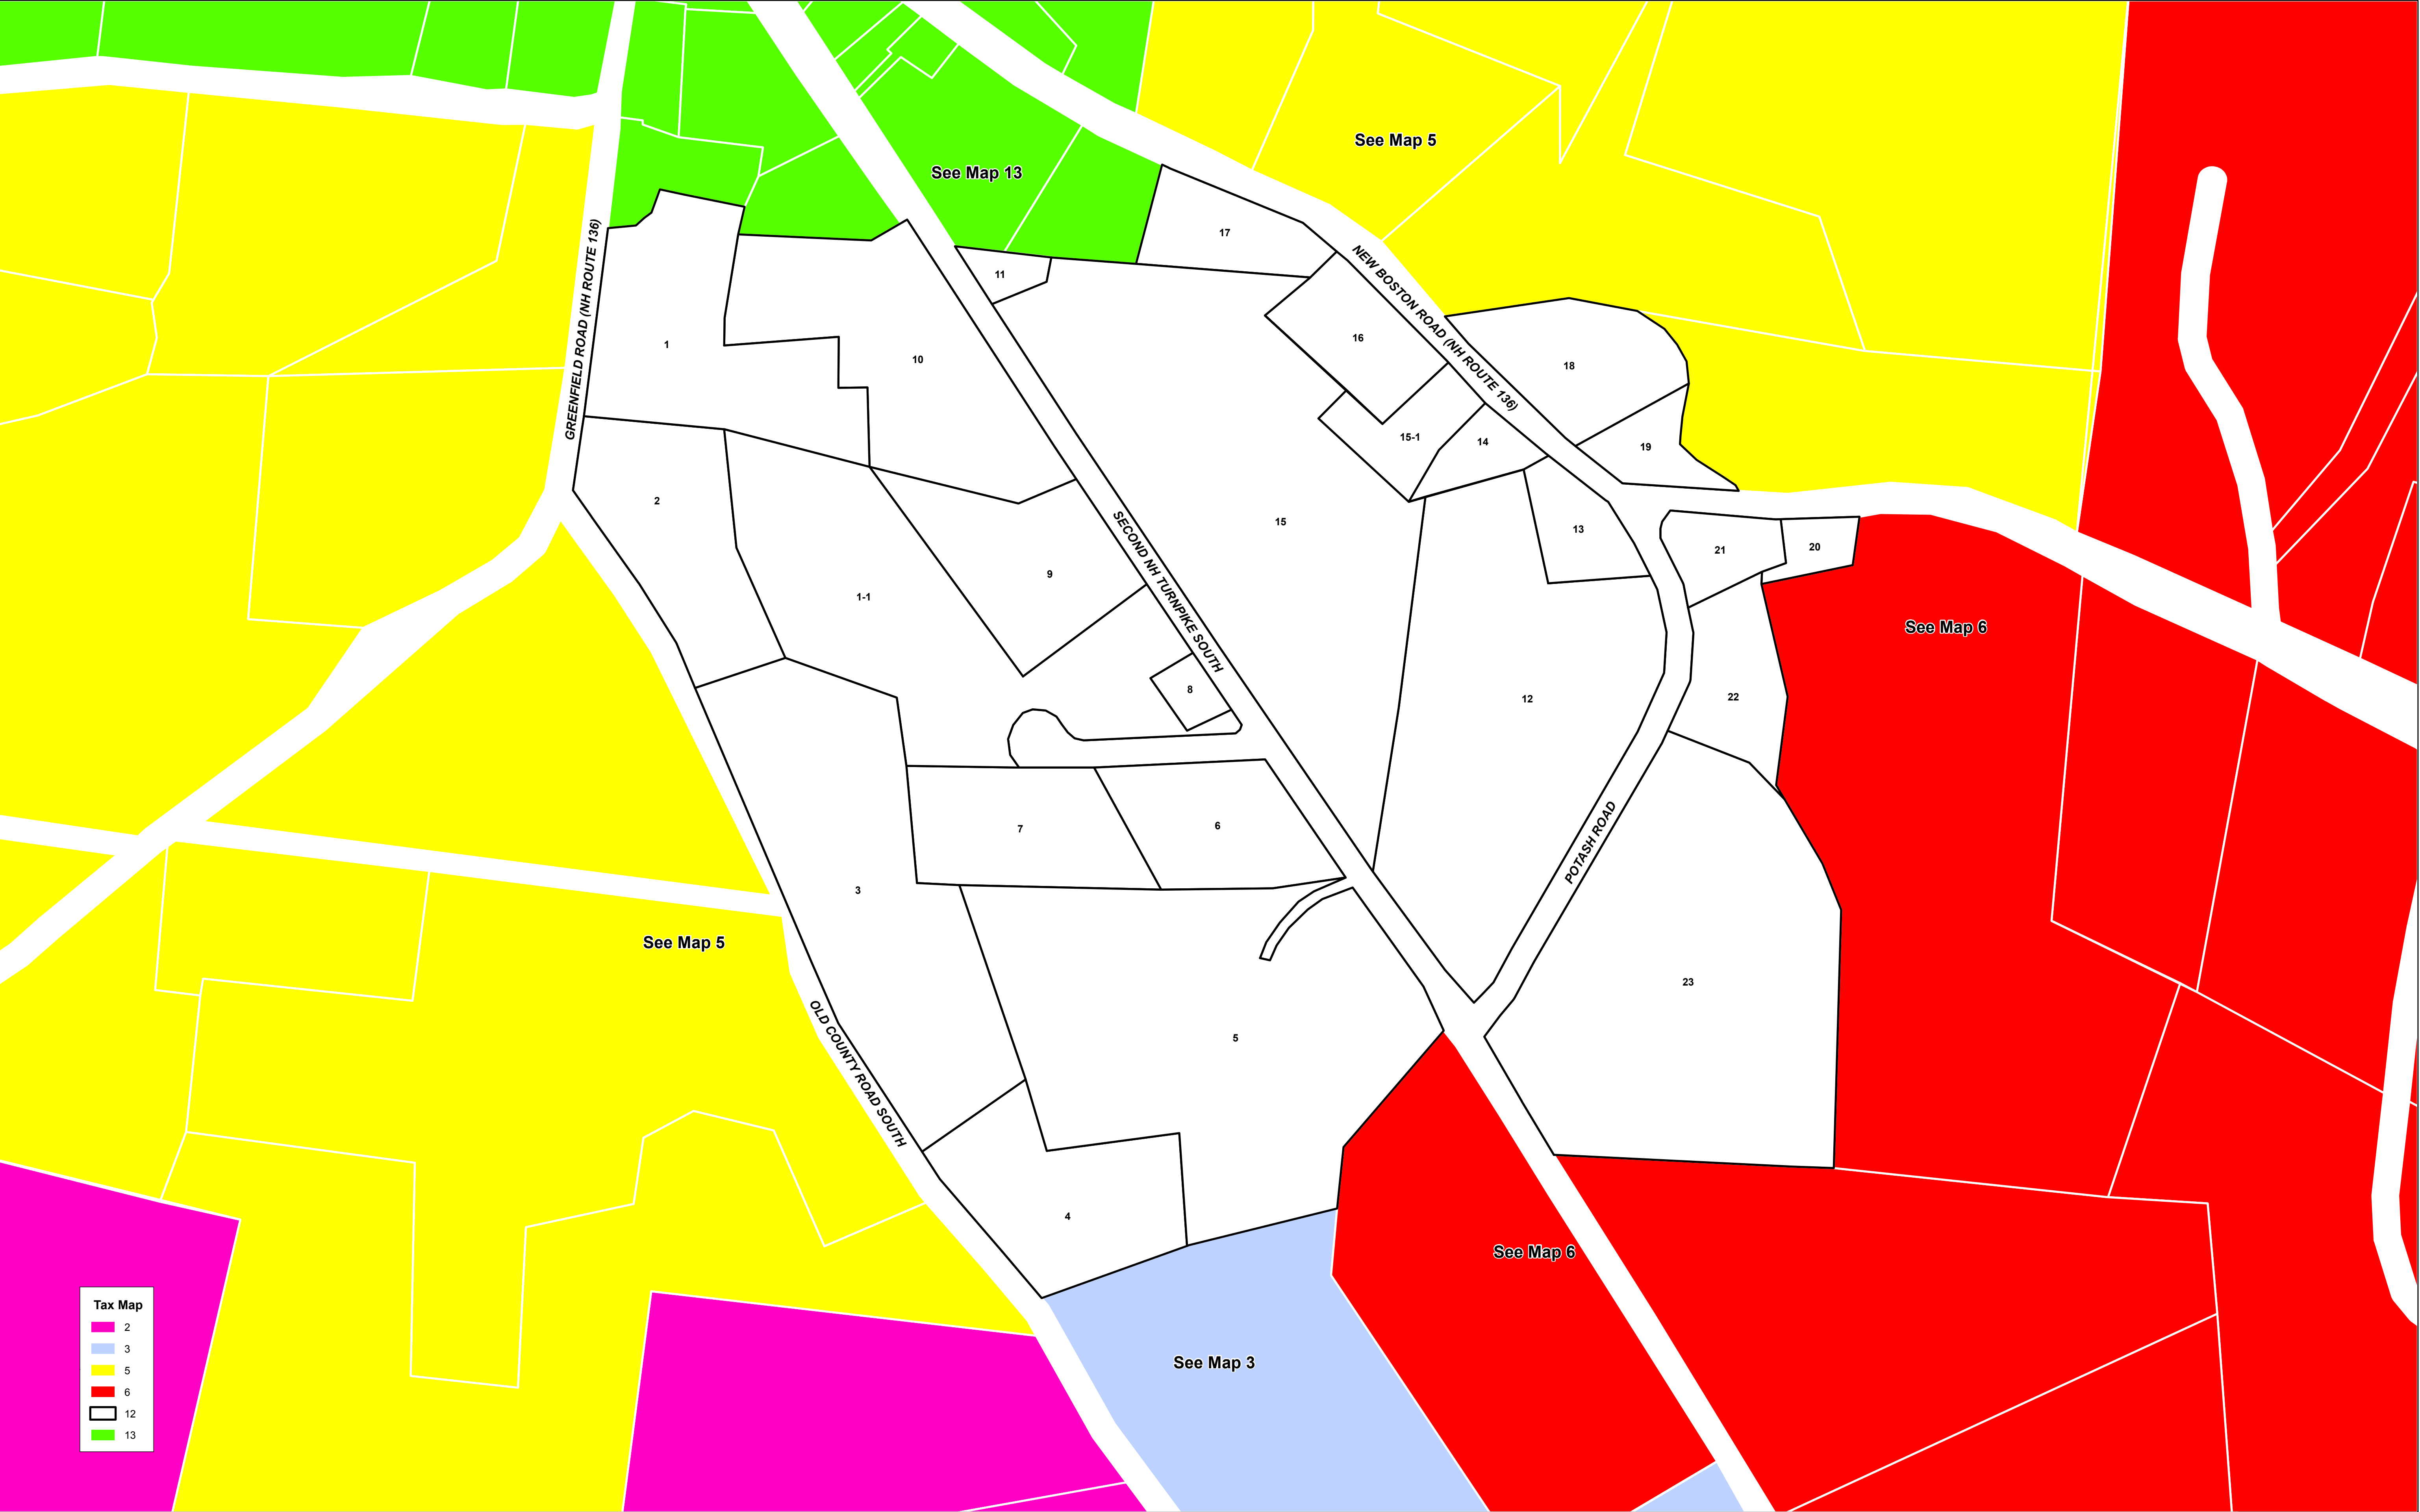 See Map 5
See Map 13
17
11
NEW BOSTON ROAD (NH ROUTE 136)
GREENFIELD ROAD (NH ROUTE 136)
1
10
16
18
15-1
14
19
2
15
13
21
20
SECOND NH TURNPIKE SOUTH
9
1-1
See Map 6
8
12
22
7
6
POTASH ROAD
3
See Map 5
23
5
OLD COUNTY ROAD SOUTH
4
See Map 6
See Map 3
Tax Map
2
3
5
6
12
13